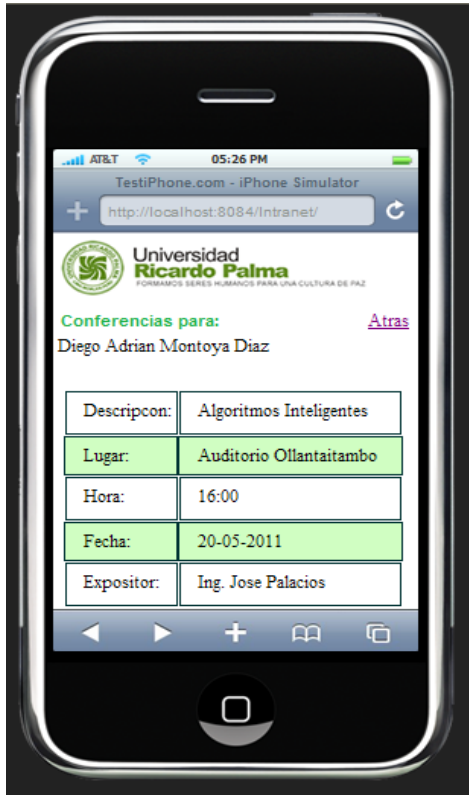 AT&T 05:26 PM
TestiPhone.com - iPhone Simulator
http://localhost:8084/Intranet/
Universidad
Ricardo Palma
FORMAMOS SERES HUMANOS PARA UNA CULTURA DE PAZ
Conferencias para: Atras
Diego Adrian Montoya Diaz
Descripcon: Algoritmos Inteligentes
Lugar: Auditorio Ollantaitambo
Hora: 16:00
Fecha: 20-05-2011
Expositor: Ing. Jose Palacios